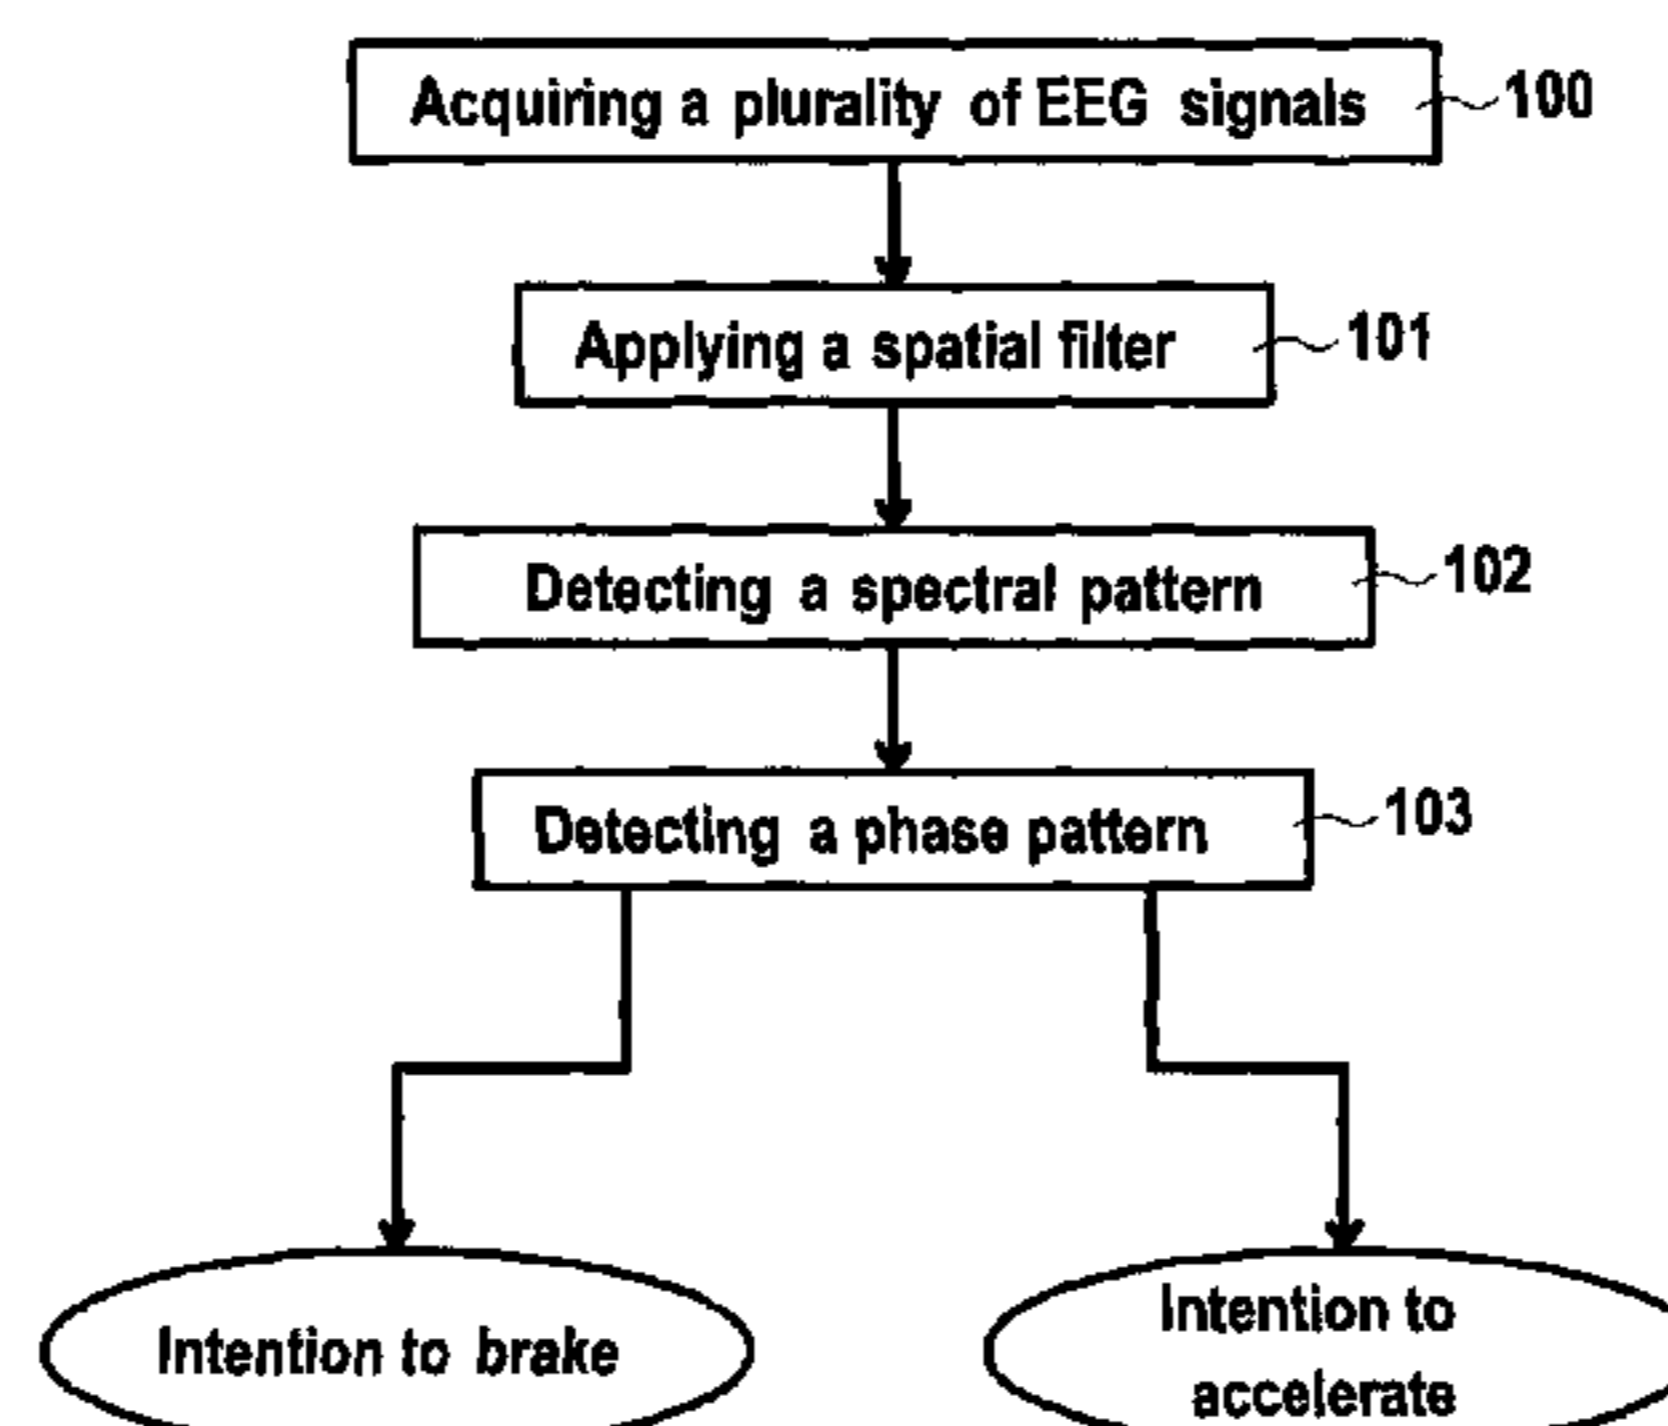 Acquiring a plurality of EEG signals 100
Applying a spatial filter 101
Detecting a spectral pattern 102
Detecting a phase pattern 103
Intention to brake
Intention to
accelerate